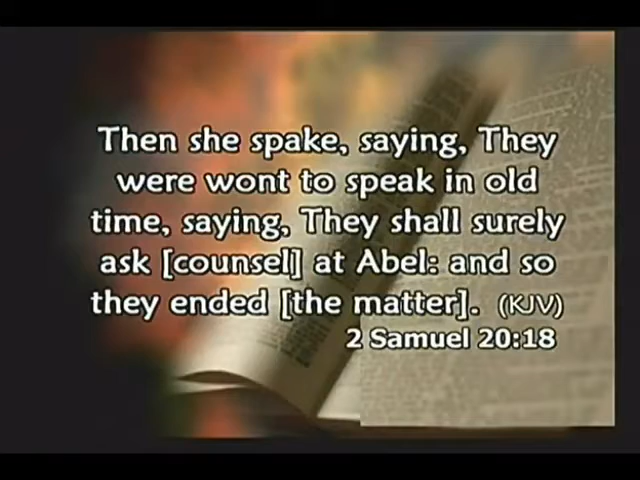 Then she spake, saying, They
were wont to speak in old
time, saying, They shall surely
ask [counsel] at Abel: and so
they ended [the matter]. (KJV)
2 Samuel 20:18